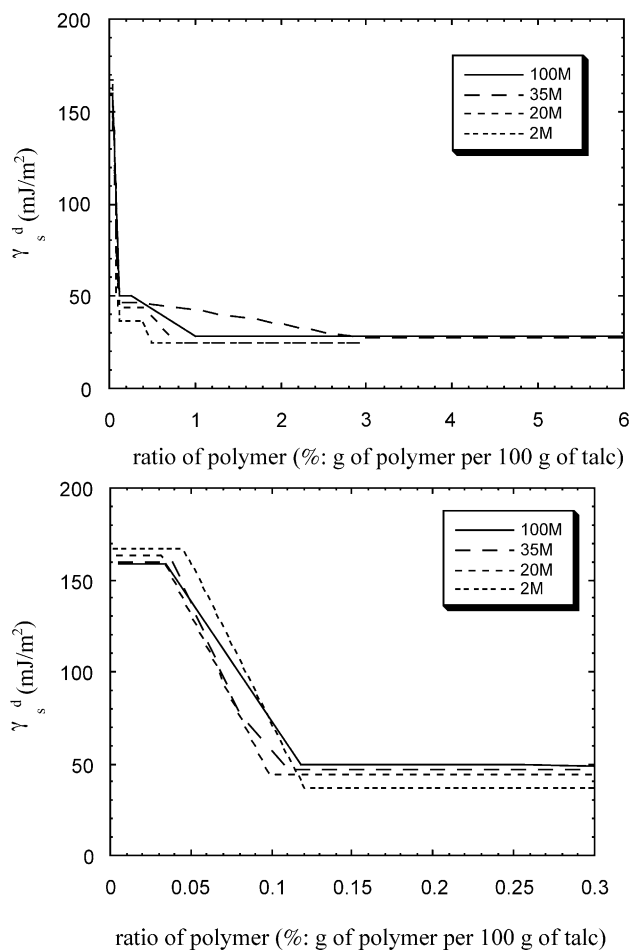 200
150
100
50
0
γ s d (mJ/m2)
100M
35M
20M
2M
0 1 2 3 4 5 6
ratio of polymer (%: g of polymer per 100 g of talc)
200
150
100
50
0
γ s d (mJ/m2)
100M
35M
20M
2M
0 0.05 0.1 0.15 0.2 0.25 0.3
ratio of polymer (%: g of polymer per 100 g of talc)